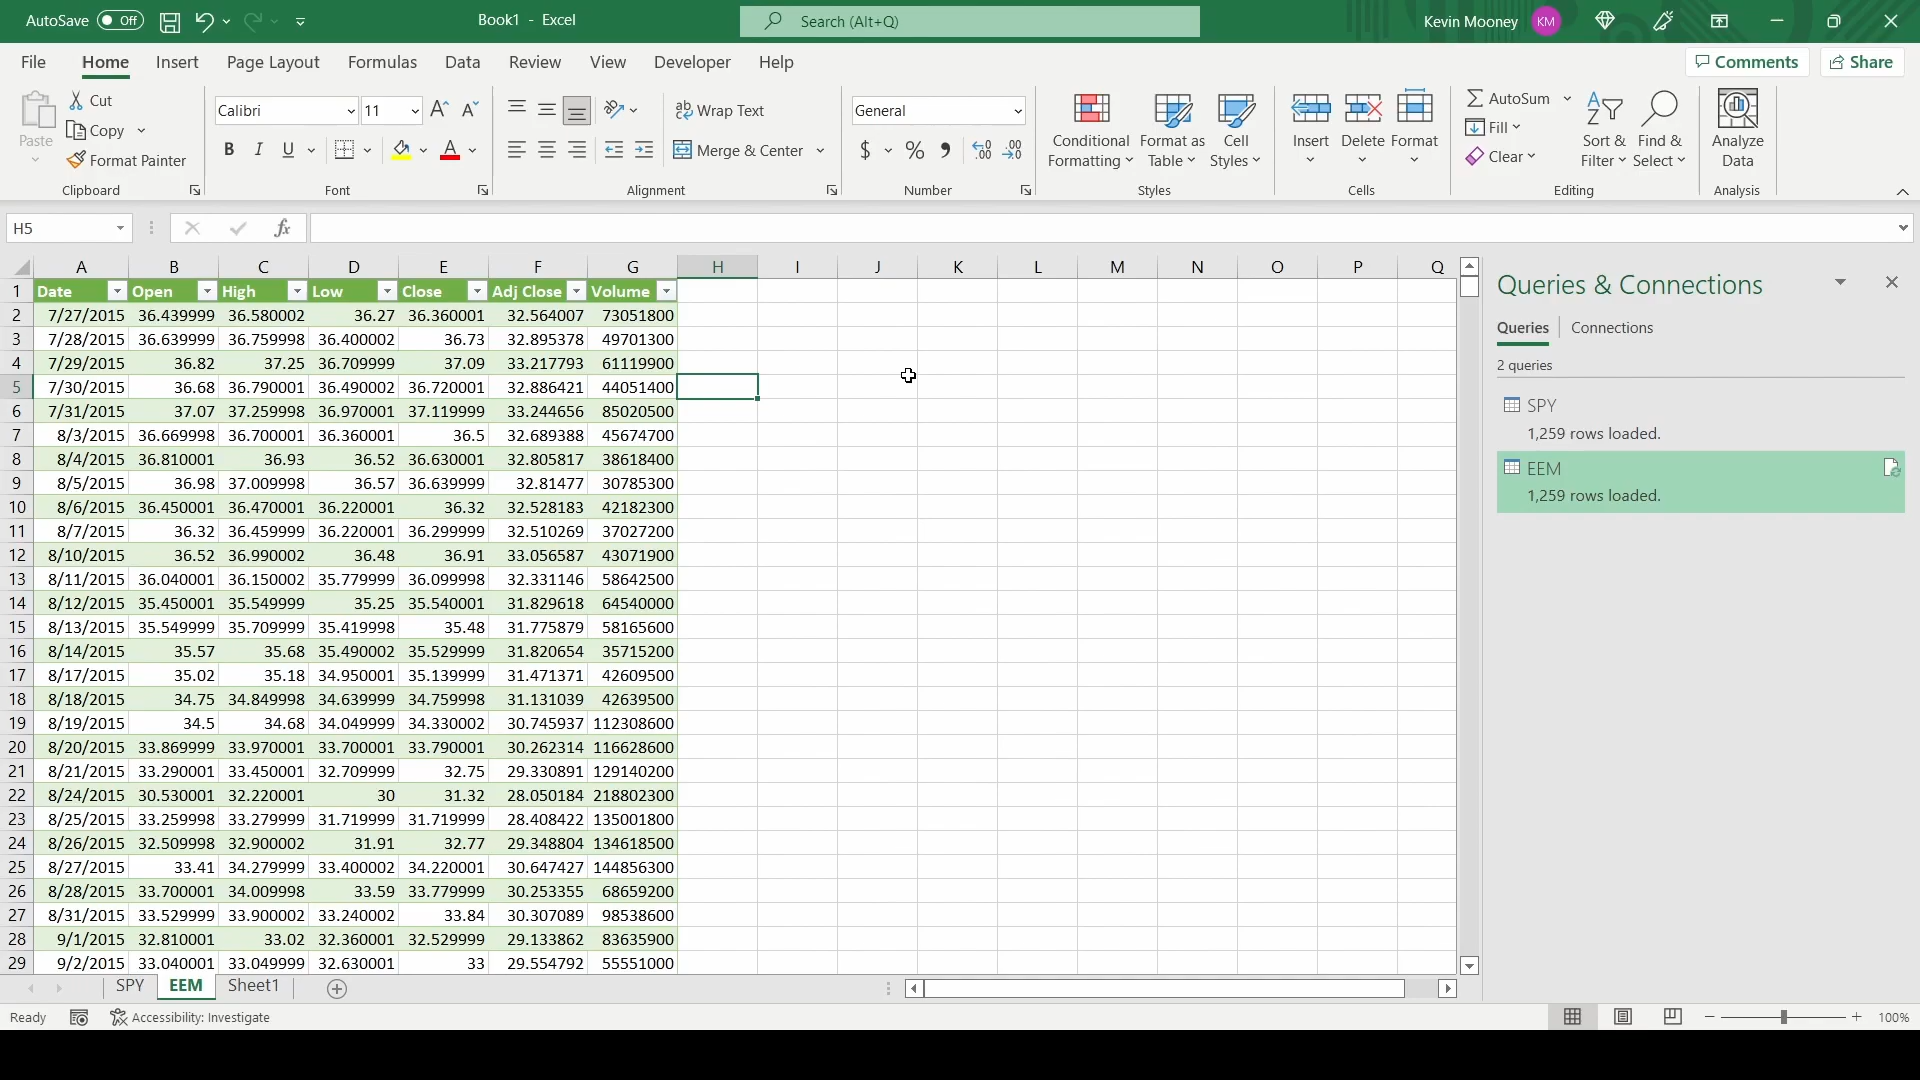 AutoSave Off Book1 - Excel Search (Alt+Q) Kevin Mooney KM
File Home Insert Page Layout Formulas Data Review View Developer Help Comments Share
Paste Cut Copy Format Painter
Clipboard
Calibri 11
B I U A
Font
Wrap Text
Merge & Center
Alignment
General
$ % ,
Number
Conditional Formatting Format as Table Cell Styles
Styles
Insert Delete Format
Cells
AutoSum
Fill
Clear
Sort & Filter Find & Select
Editing
Analyze Data
Analysis
H5 fx
A B C D E F G H I J K L M N O P Q
1 Date Open High Low Close Adj Close Volume
2 7/27/2015 36.439999 36.580002 36.27 36.360001 32.564007 73051800
3 7/28/2015 36.639999 36.759998 36.400002 36.73 32.895378 49701300
4 7/29/2015 36.82 37.25 36.709999 37.09 33.217793 61119900
5 7/30/2015 36.68 36.790001 36.490002 36.720001 32.886421 44051400
6 7/31/2015 37.07 37.259998 36.970001 37.119999 33.244656 85020500
7 8/3/2015 36.669998 36.700001 36.360001 36.5 32.689388 45674700
8 8/4/2015 36.810001 36.93 36.52 36.630001 32.805817 38618400
9 8/5/2015 36.98 37.009998 36.57 36.639999 32.81477 30785300
10 8/6/2015 36.450001 36.470001 36.220001 36.32 32.528183 42182300
11 8/7/2015 36.32 36.459999 36.220001 36.299999 32.510269 37027200
12 8/10/2015 36.52 36.990002 36.48 36.91 33.056587 43071900
13 8/11/2015 36.040001 36.150002 35.779999 36.099998 32.331146 58642500
14 8/12/2015 35.450001 35.549999 35.25 35.540001 31.829618 64540000
15 8/13/2015 35.549999 35.709999 35.419998 35.48 31.775879 58165600
16 8/14/2015 35.57 35.68 35.490002 35.529999 31.820654 35715200
17 8/17/2015 35.02 35.18 34.950001 35.139999 31.471371 42609500
18 8/18/2015 34.75 34.849998 34.639999 34.759998 31.131039 42639500
19 8/19/2015 34.5 34.68 34.049999 34.330002 30.745937 112308600
20 8/20/2015 33.869999 33.970001 33.700001 33.790001 30.262314 116628600
21 8/21/2015 33.290001 33.450001 32.709999 32.75 29.330891 129140200
22 8/24/2015 30.530001 32.220001 30 31.32 28.050184 218802300
23 8/25/2015 33.259998 33.279999 31.719999 31.719999 28.408422 135001800
24 8/26/2015 32.509998 32.900002 31.91 32.77 29.348804 134618500
25 8/27/2015 33.41 34.279999 33.400002 34.220001 30.647427 144856300
26 8/28/2015 33.700001 34.009998 33.59 33.779999 30.253355 68659200
27 8/31/2015 33.529999 33.900002 33.240002 33.84 30.307089 98538600
28 9/1/2015 32.810001 33.02 32.360001 32.529999 29.133862 83635900
29 9/2/2015 33.040001 33.049999 32.630001 33 29.554792 55551000
Queries & Connections
Queries Connections
2 queries
SPY
1,259 rows loaded.
EEM
1,259 rows loaded.
SPY EEM Sheet1
Ready Accessibility: Investigate 100%